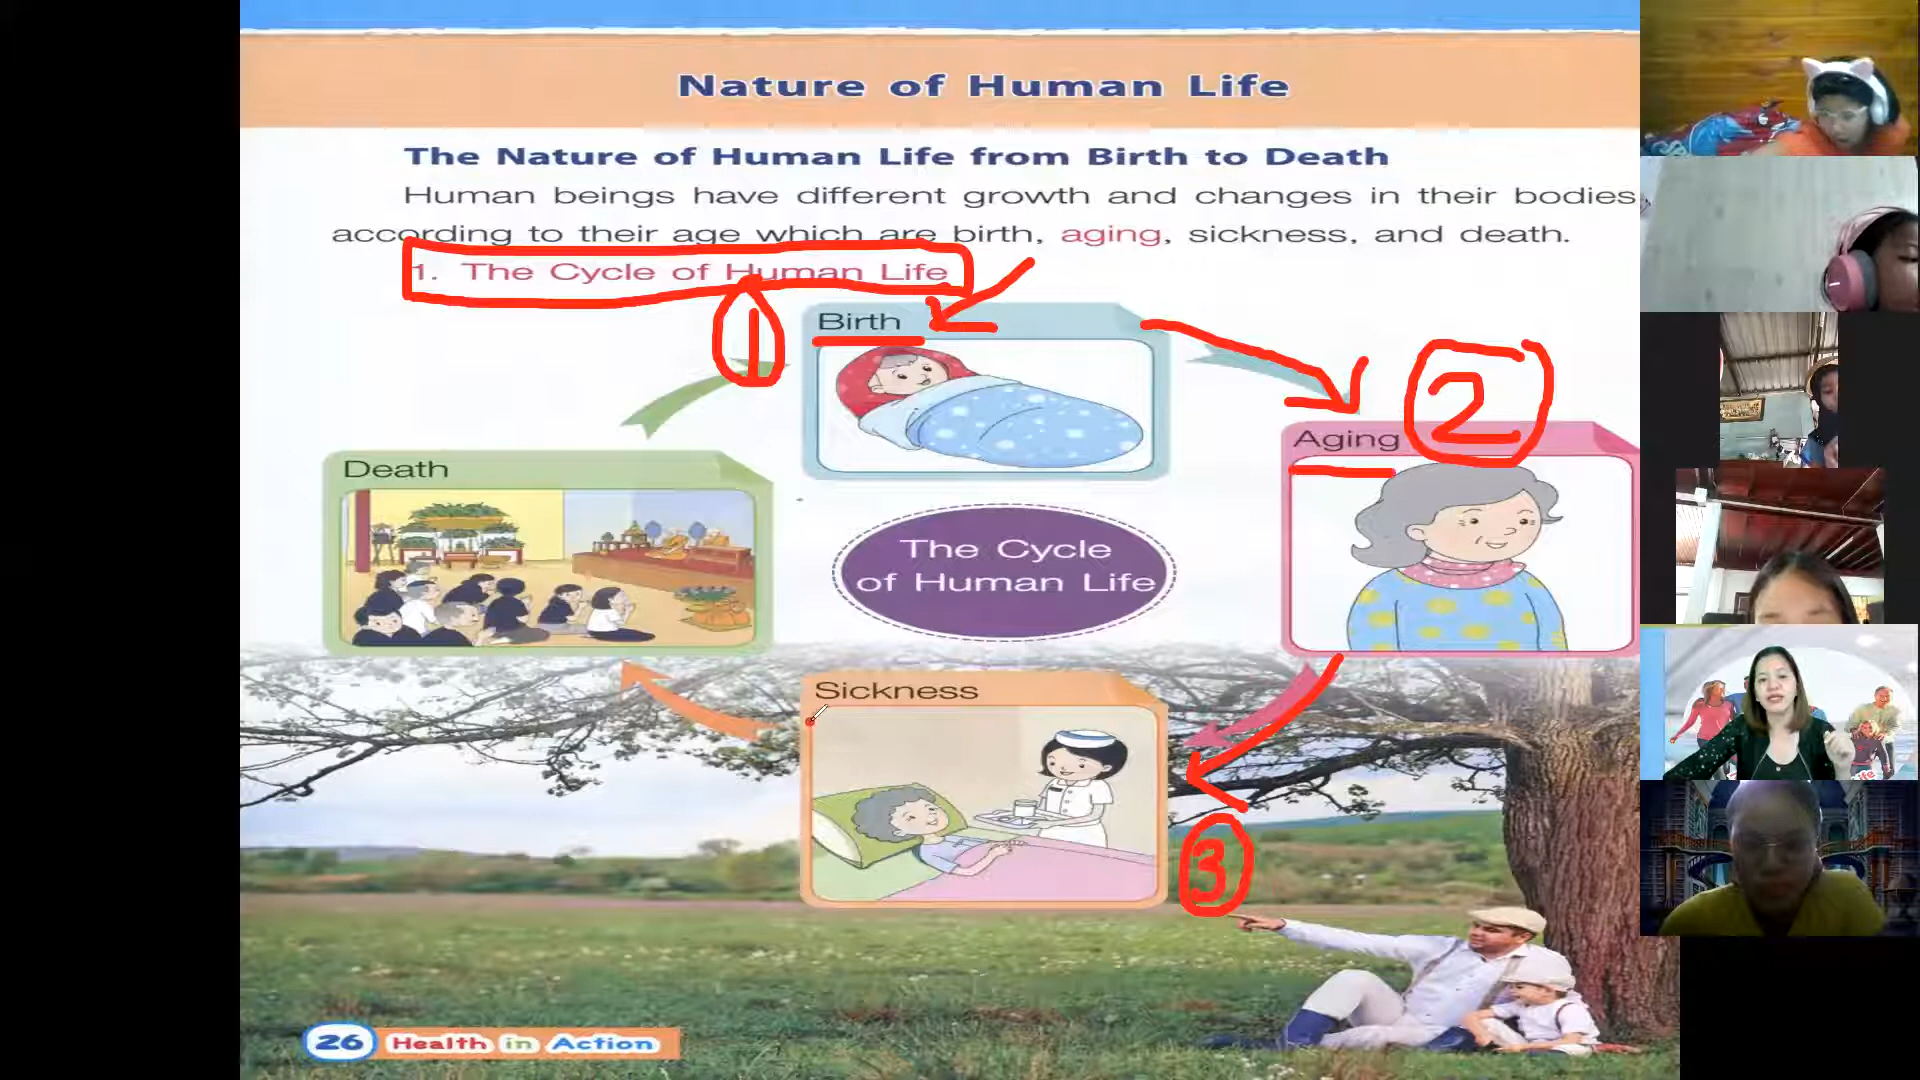 Nature of Human Life
The Nature of Human Life from Birth to Death
Human beings have different growth and changes in their bodies
according to their age which are birth, aging, sickness, and death.
1. The Cycle of Human Life
1
Birth
2
Aging
Death
The Cycle
of Human Life
Sickness
3
26 Health in Action